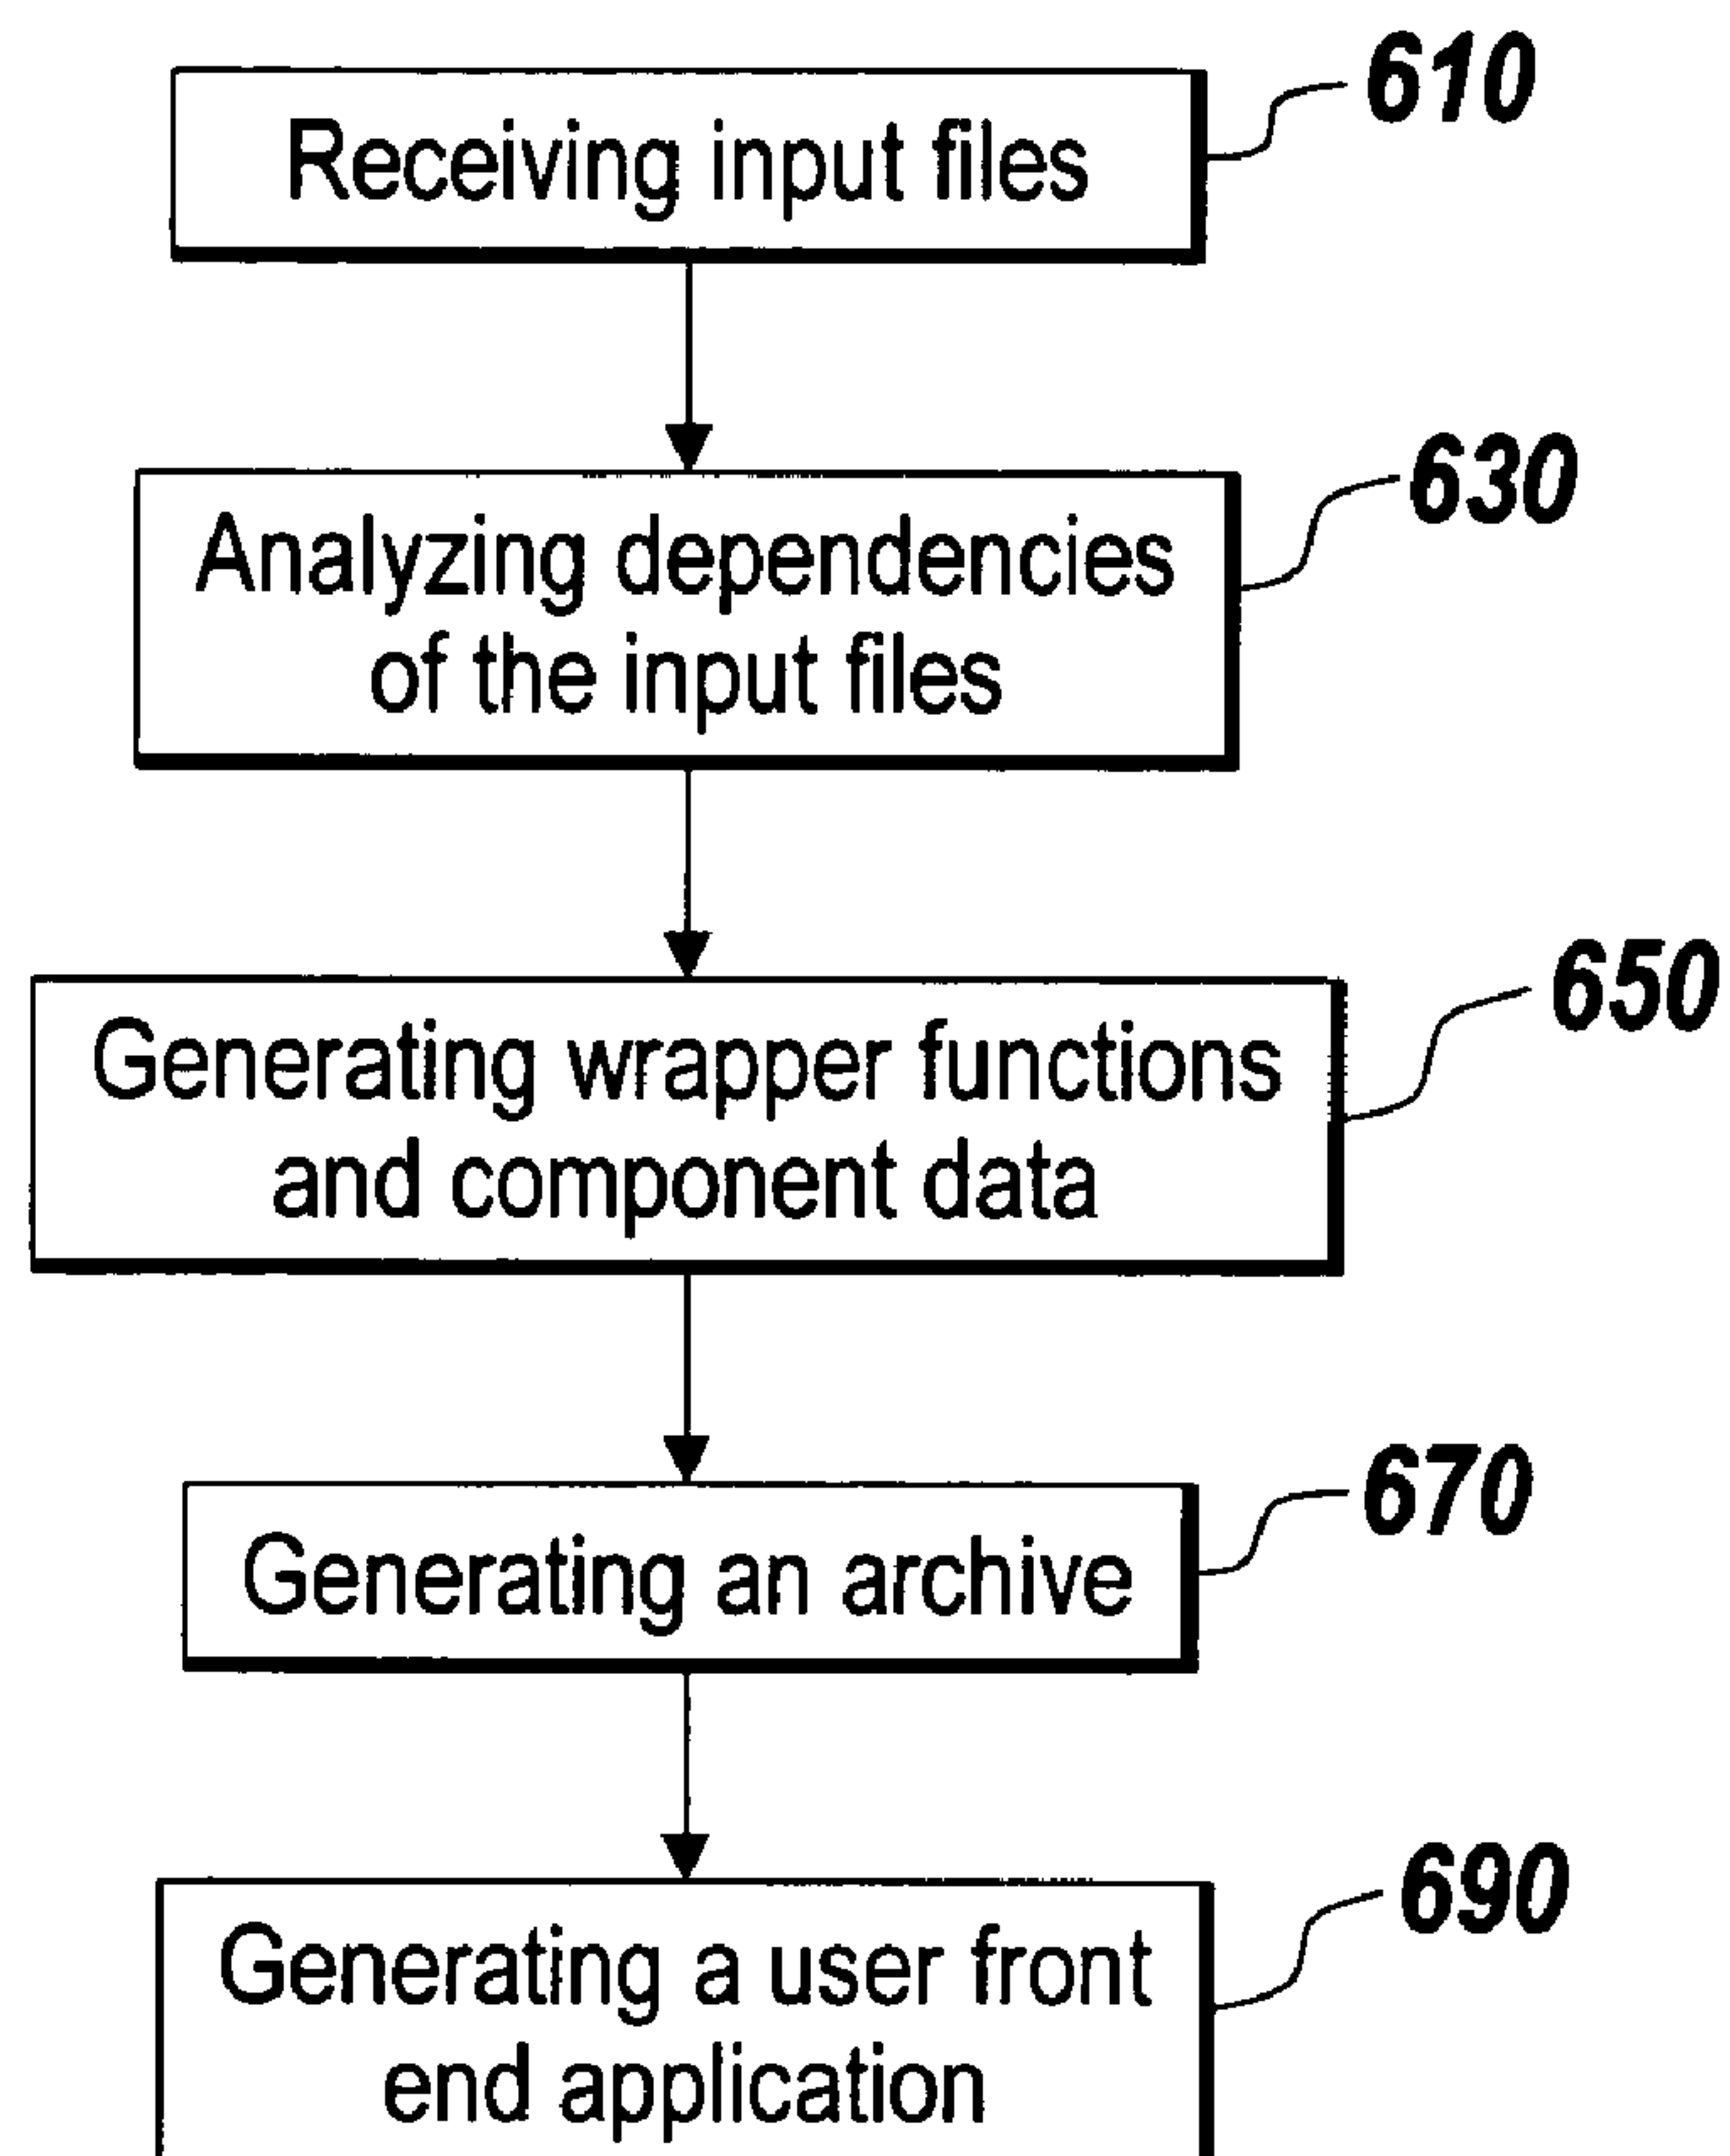 610
Receiving input files
630
Analyzing dependencies
of the input files
650
Generating wrapper functions
and component data
670
Generating an archive
690
Generating a user front
end application